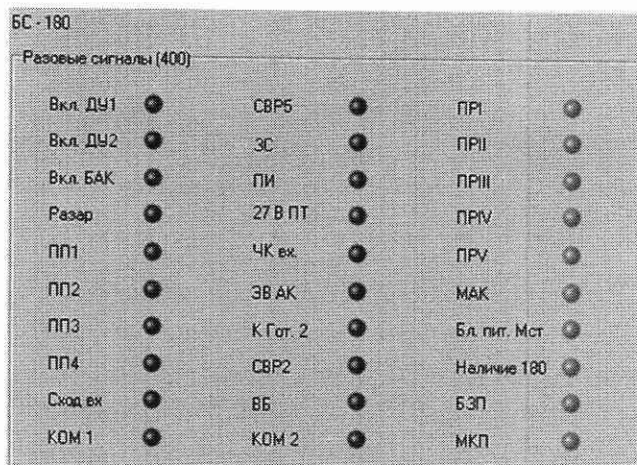 БС - 180
Разовые сигналы (400)
Вкл. ДУ1 СВР5 ПРI
Вкл. ДУ2 ЗС ПРII
Вкл. БАК ПИ ПРIII
Разар 27 В ПТ ПРIV
ПП1 ЧК вх. ПРV
ПП2 ЗВ АК МАК
ПП3 К Гот. 2 Бл. пит. Мст
ПП4 СВР2 Наличие 180
Сход вх ВБ БЗП
КОМ 1 КОМ 2 МКП